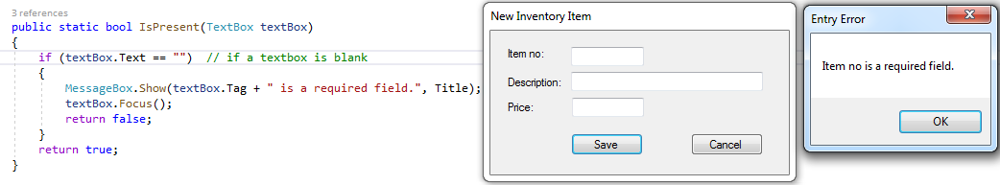 3 references
public static bool IsPresent(TextBox textBox)
{
if (textBox.Text == "") // if a textbox is blank
{
MessageBox.Show(textBox.Tag + " is a required field.", Title);
textBox.Focus();
return false;
}
return true;
}
New Inventory Item
Item no:
Description:
Price:
Save Cancel
Entry Error
x
Item no is a required field.
OK